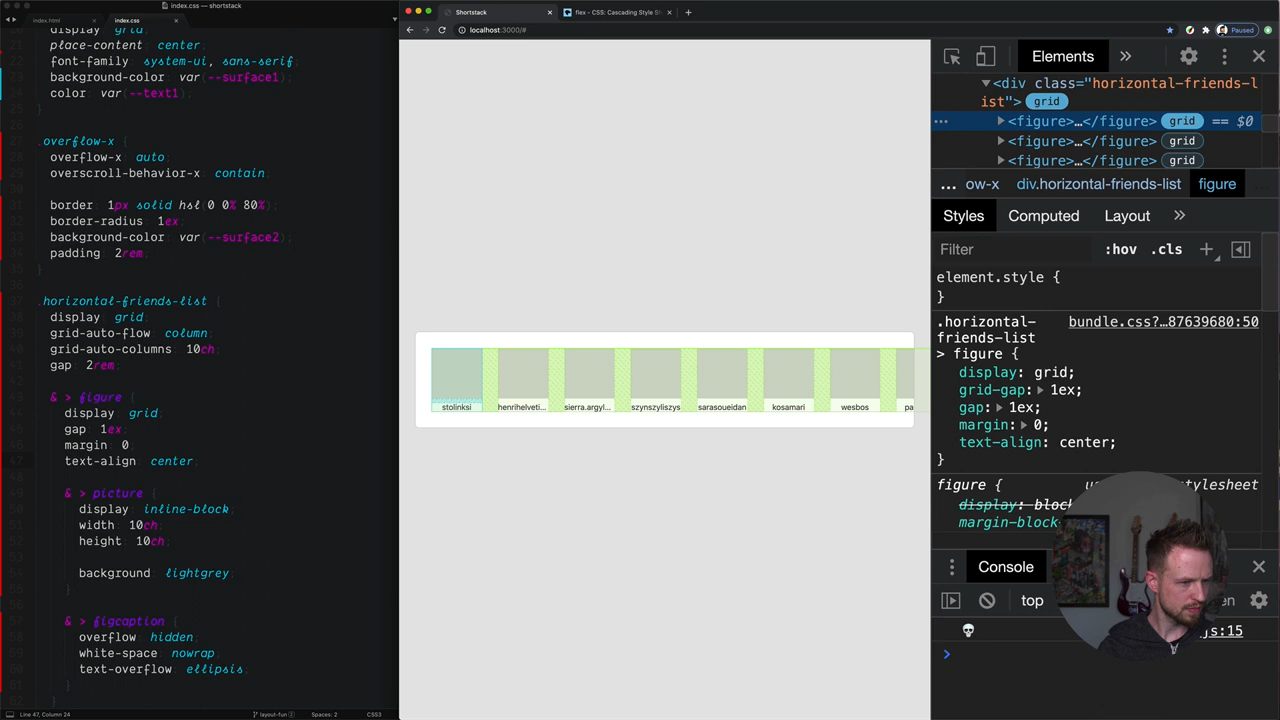 index.css — shortstack
index.html
index.css
display grid
place-content center
font-family system-ui, sans-serif
background-color var(--surface1)
color var(--text1)
.overflow-x {
overflow-x auto
overscroll-behavior-x contain
border 1px solid hsl(0 0% 80%)
border-radius 1ex
background-color var(--surface2)
padding 2rem
}
.horizontal-friends-list {
display grid
grid-auto-flow column
grid-auto-columns 10ch
gap 2rem
& > figure {
display grid
gap 1ex
margin 0
text-align center
& > picture {
display inline-block
width 10ch
height 10ch
background lightgrey
}
& > figcaption {
overflow hidden
white-space nowrap
text-overflow ellipsis
}
}
Line 47, Column 24
layout-fun
Spaces: 2
CSS3
Shortstack
flex - CSS: Cascading Style S
localhost:3000/#
Paused
stolinksi
henrihelveti...
sierra.argyl...
szynszyliszys
sarasoueidan
kosamari
wesbos
pa
Elements
<div class="horizontal-friends-l
ist"> grid
<figure>…</figure> grid == $0
<figure>…</figure> grid
<figure>…</figure> grid
... ow-x div.horizontal-friends-list figure
Styles Computed Layout
Filter :hov .cls
element.style {
}
.horizontal- bundle.css?…87639680:50
friends-list
> figure {
display: grid;
grid-gap: 1ex;
gap: 1ex;
margin: 0;
text-align: center;
}
figure { stylesheet
display: bloc
margin-block
Console
top
js:15